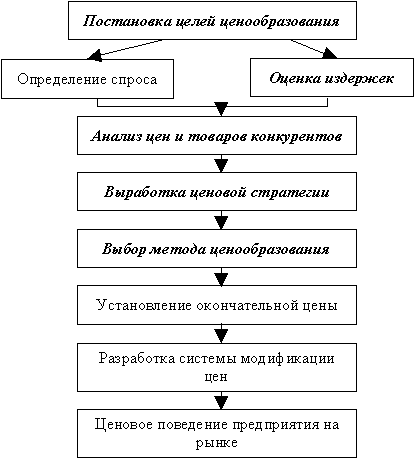 Постановка целей ценообразования
Определение спроса
Оценка издержек
Анализ цен и товаров конкурентов
Выработка ценовой стратегии
Выбор метода ценообразования
Установление окончательной цены
Разработка системы модификации
цен
Ценовое поведение предприятия на
рынке